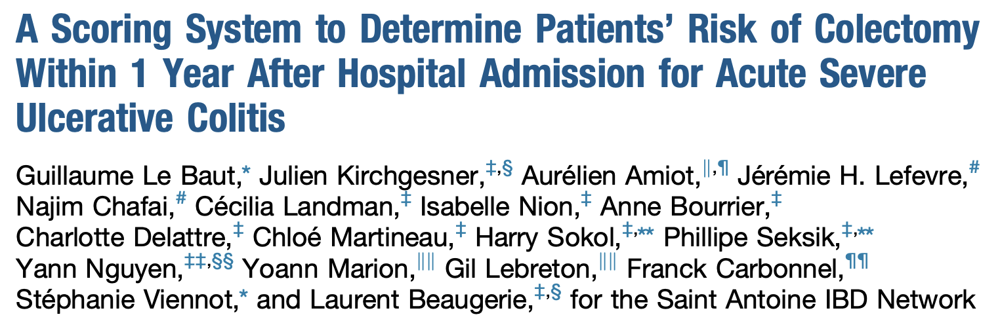 A Scoring System to Determine Patients’ Risk of Colectomy
Within 1 Year After Hospital Admission for Acute Severe
Ulcerative Colitis
Guillaume Le Baut,* Julien Kirchgesner,‡,§ Aurélien Amiot,‖,¶ Jérémie H. Lefevre,#
Najim Chafai,# Cécilia Landman,‡ Isabelle Nion,‡ Anne Bourrier,‡
Charlotte Delattre,‡ Chloé Martineau,‡ Harry Sokol,‡,** Phillipe Seksik,‡,**
Yann Nguyen,‡‡,§§ Yoann Marion,‖‖ Gil Lebreton,‖‖ Franck Carbonnel,¶¶
Stéphanie Viennot,* and Laurent Beaugerie,‡,§ for the Saint Antoine IBD Network